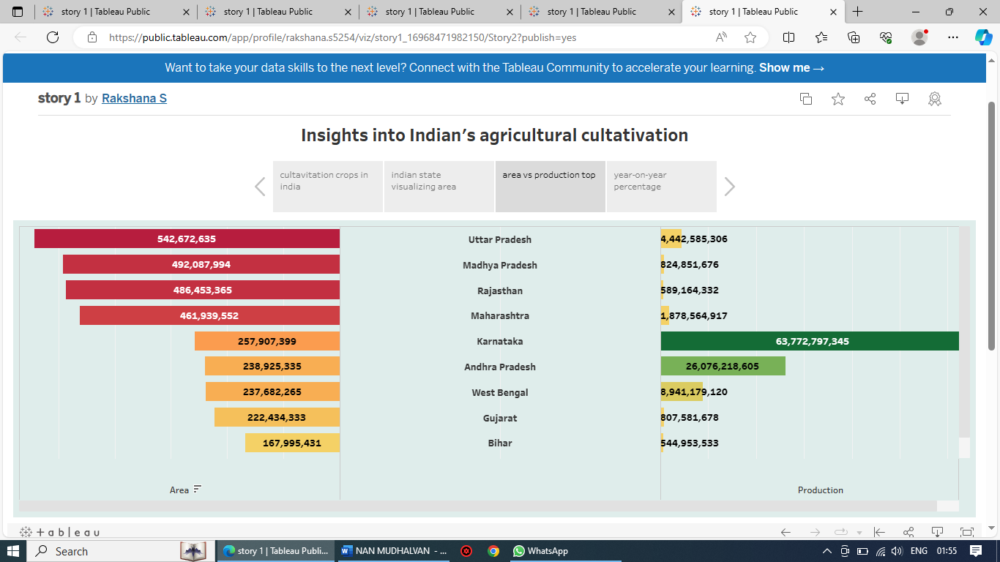 story 1 | Tableau Public
story 1 | Tableau Public
story 1 | Tableau Public
story 1 | Tableau Public
story 1 | Tableau Public
https://public.tableau.com/app/profile/rakshana.s5254/viz/story1_16968471982150/Story2?publish=yes
Want to take your data skills to the next level? Connect with the Tableau Community to accelerate your learning. Show me →
story 1 by Rakshana S
Insights into Indian's agricultural cultativation
cultavitation crops in
india
indian state
visualizing area
area vs production top
year-on-year
percentage
542,672,635 Uttar Pradesh 4,442,585,306
492,087,994 Madhya Pradesh 824,851,676
486,453,365 Rajasthan 589,164,332
461,939,552 Maharashtra 1,878,564,917
257,907,399 Karnataka 63,772,797,345
238,925,335 Andhra Pradesh 26,076,218,605
237,682,265 West Bengal 8,941,179,120
222,434,333 Gujarat 807,581,678
167,995,431 Bihar 544,953,533
Area Production
+ a b | e a u
Search
story 1 | Tableau Publi...
NAN MUDHALVAN - ...
WhatsApp
ENG 01:55